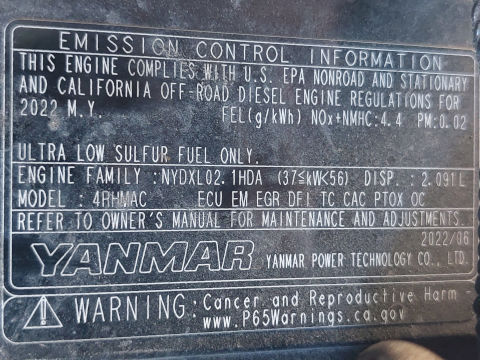 EMISSION CONTROL INFORMATION
THIS ENGINE COMPLIES WITH U.S. EPA NONROAD AND STATIONARY
AND CALIFORNIA OFF-ROAD DIESEL ENGINE REGULATIONS FOR
2022 M.Y. FEL(g/kWh) NOx+NMHC:4.4 PM:0.02
ULTRA LOW SULFUR FUEL ONLY.
ENGINE FAMILY :NYDXL02.1HDA (37≤kW<56) DISP. : 2.091L
MODEL : 4RHMAC ECU EM EGR DFI TC CAC PTOX OC
REFER TO OWNER'S MANUAL FOR MAINTENANCE AND ADJUSTMENTS.
2022/06
YANMAR YANMAR POWER TECHNOLOGY CO., LTD.
WARNING: Cancer and Reproductive Harm
www.P65Warnings.ca.gov